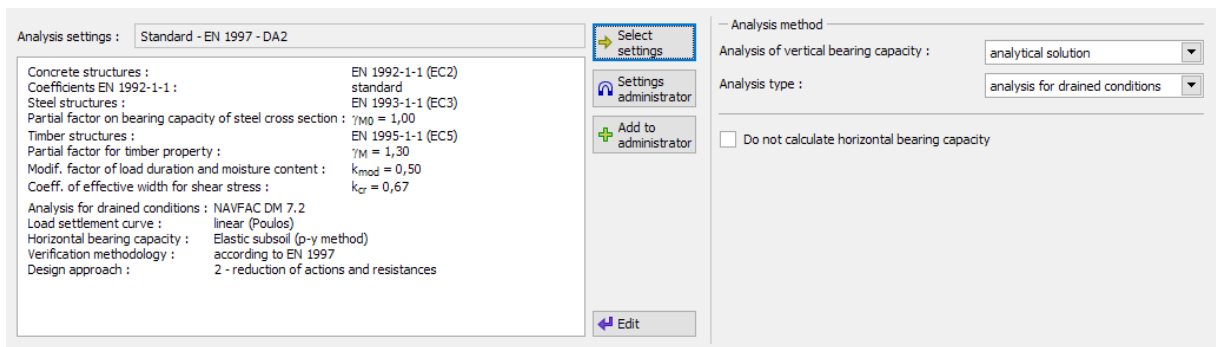 Analysis settings : Standard - EN 1997 - DA2
Concrete structures : EN 1992-1-1 (EC2)
Coefficients EN 1992-1-1 : standard
Steel structures : EN 1993-1-1 (EC3)
Partial factor on bearing capacity of steel cross section : γM0 = 1,00
Timber structures : EN 1995-1-1 (EC5)
Partial factor for timber property : γM = 1,30
Modif. factor of load duration and moisture content : kmod = 0,50
Coeff. of effective width for shear stress : kcr = 0,67
Analysis for drained conditions : NAVFAC DM 7.2
Load settlement curve : linear (Poulos)
Horizontal bearing capacity : Elastic subsoil (p-y method)
Verification methodology : according to EN 1997
Design approach : 2 - reduction of actions and resistances
Select
settings
Settings
administrator
Add to
administrator
Edit
Analysis method
Analysis of vertical bearing capacity : analytical solution
Analysis type : analysis for drained conditions
Do not calculate horizontal bearing capacity